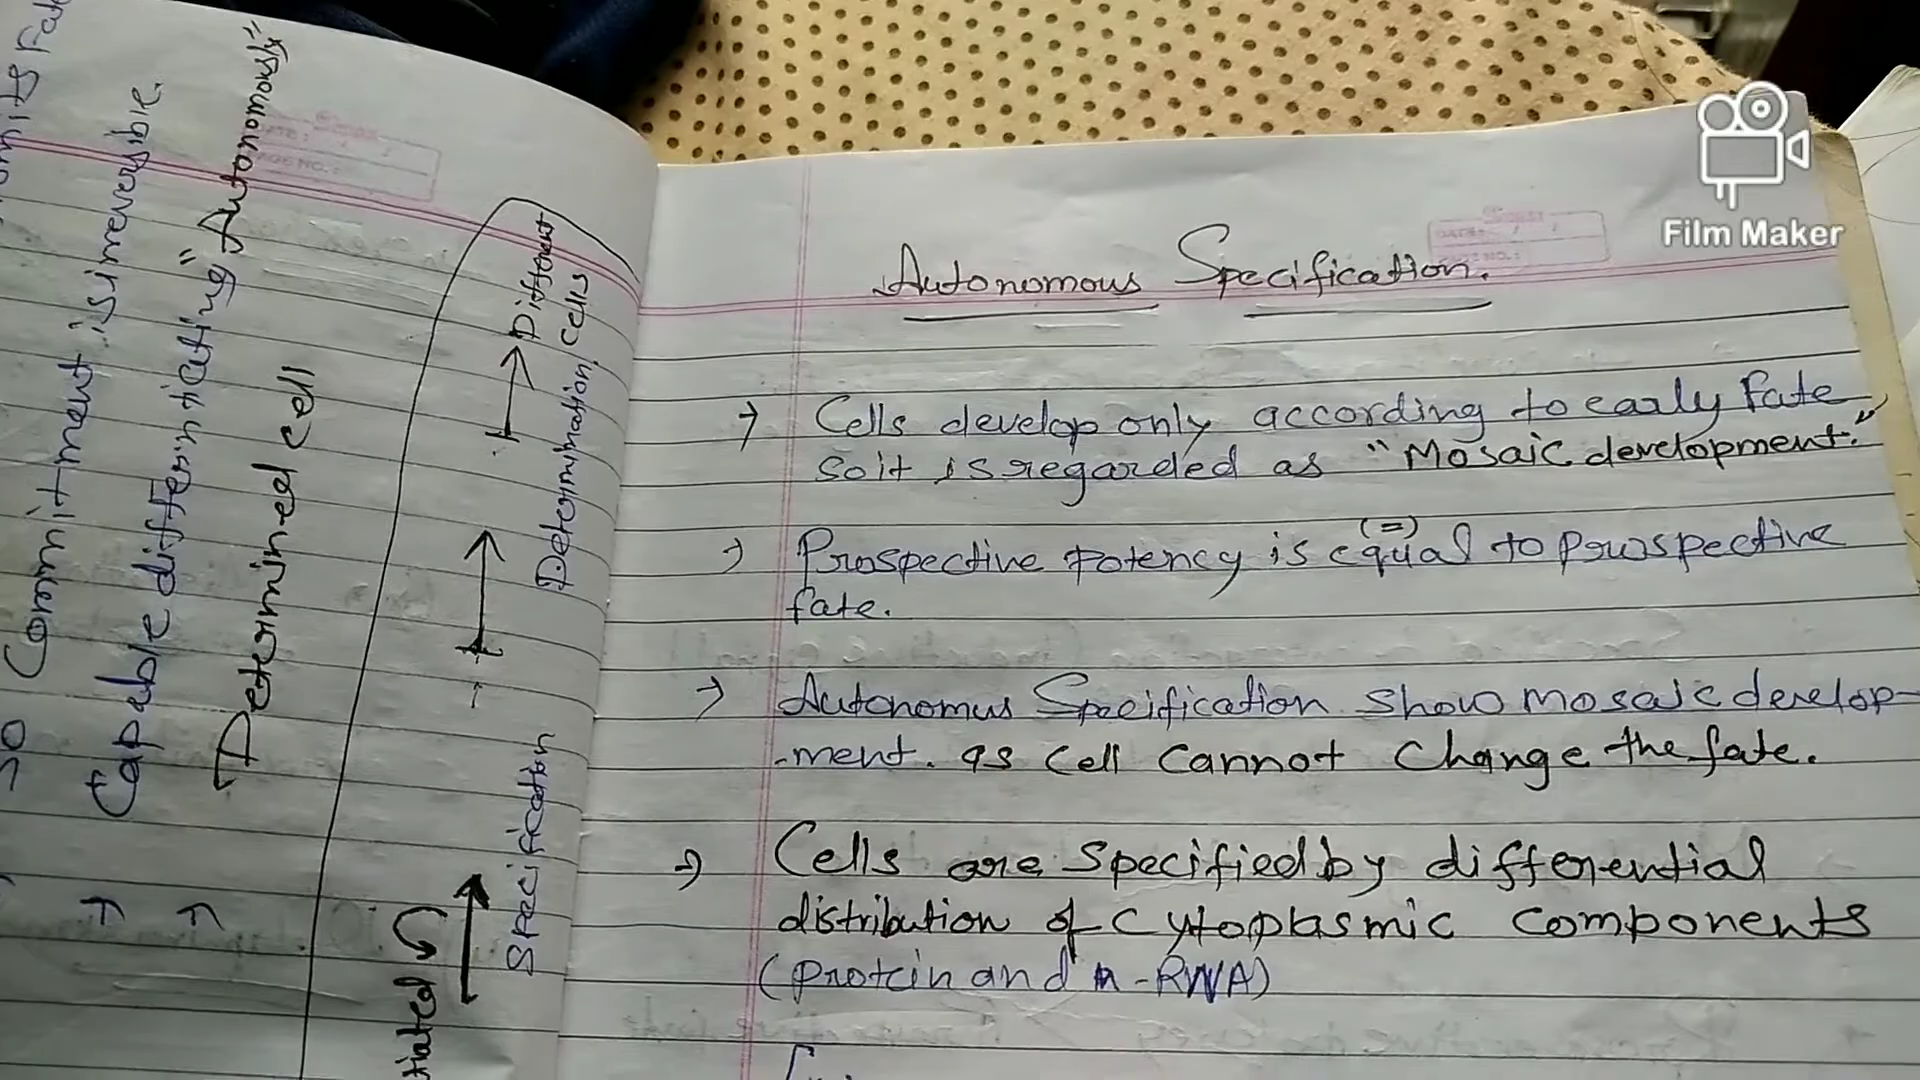 Autonomous Specification.
→ Cells develop only according to early fate
so it is regarded as "Mosaic development."
(=)
→ Prospective potency is equal to prospective
fate.
→ Autonomus Specification show mosaic develop-
-ment. as cell cannot change the fate.
→ Cells are specified by differential
distribution of cytoplasmic components
(protein and m-RNA)
so Commitment is irreversible.
→ Capable differnticating "Autonomously"
→ Determined cell
Specification
Determination
Different
cells
Film Maker